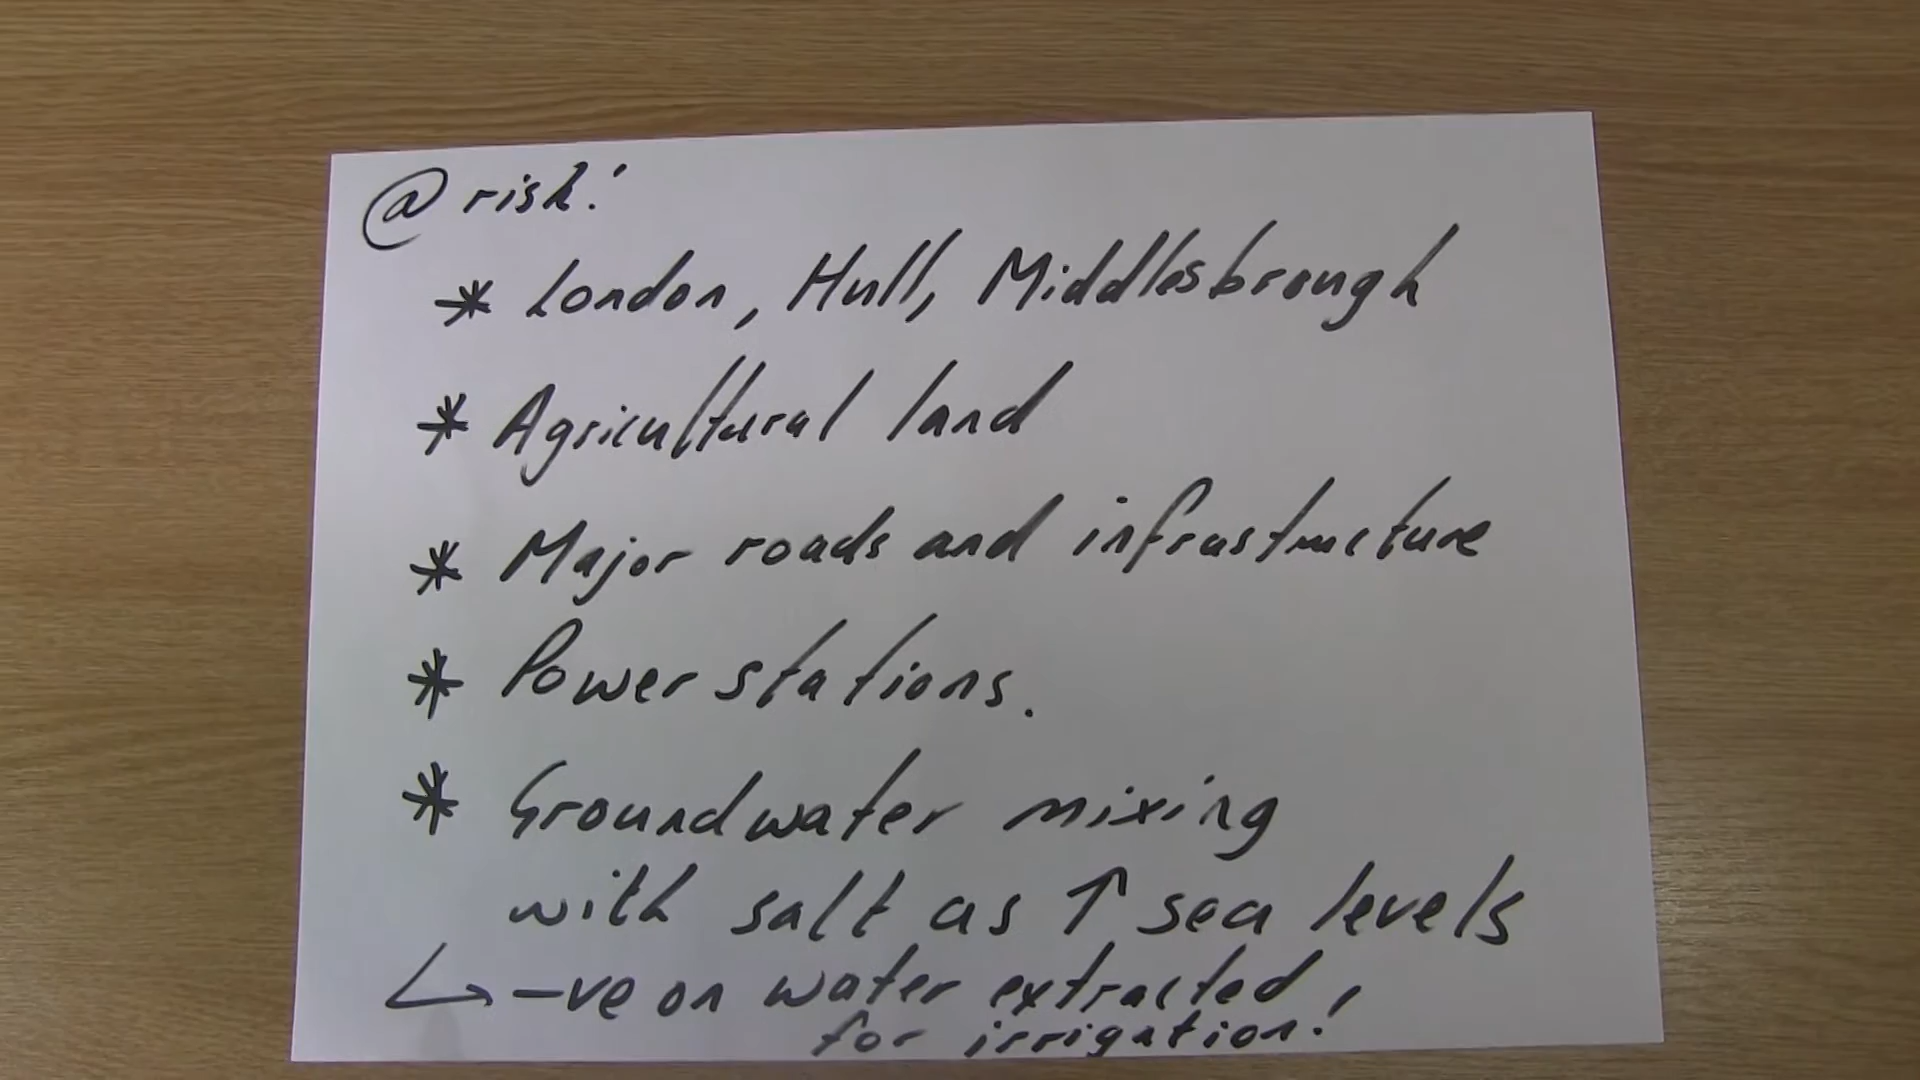 @ risk!
* London, Hull, Middlesbrough
* Agricultural land
* Major roads and infrastructure
* Power stations.
* Groundwater mixing
with salt as ↑ sea levels
↳ -ve on water extracted
for irrigation!